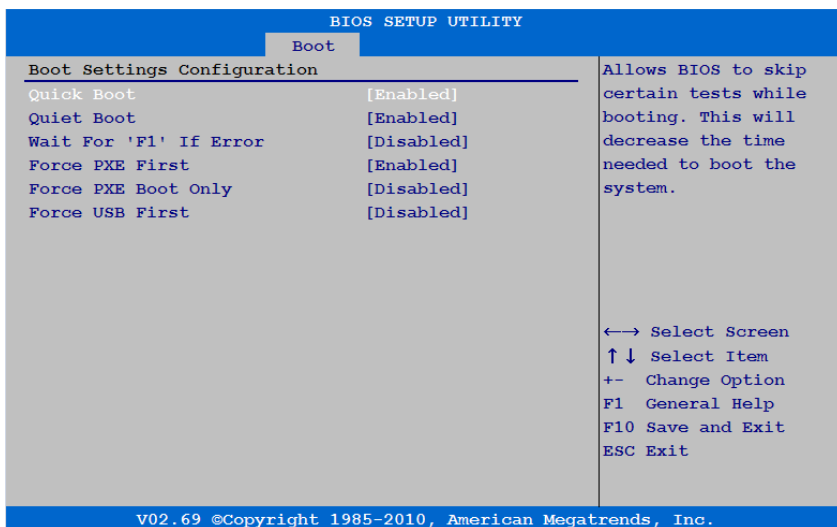 BIOS SETUP UTILITY
Boot
Boot Settings Configuration
Quick Boot [Enabled]
Quiet Boot [Enabled]
Wait For 'F1' If Error [Disabled]
Force PXE First [Enabled]
Force PXE Boot Only [Disabled]
Force USB First [Disabled]
Allows BIOS to skip
certain tests while
booting. This will
decrease the time
needed to boot the
system.
←→ Select Screen
↑↓ Select Item
+- Change Option
F1 General Help
F10 Save and Exit
ESC Exit
V02.69 ©Copyright 1985-2010, American Megatrends, Inc.